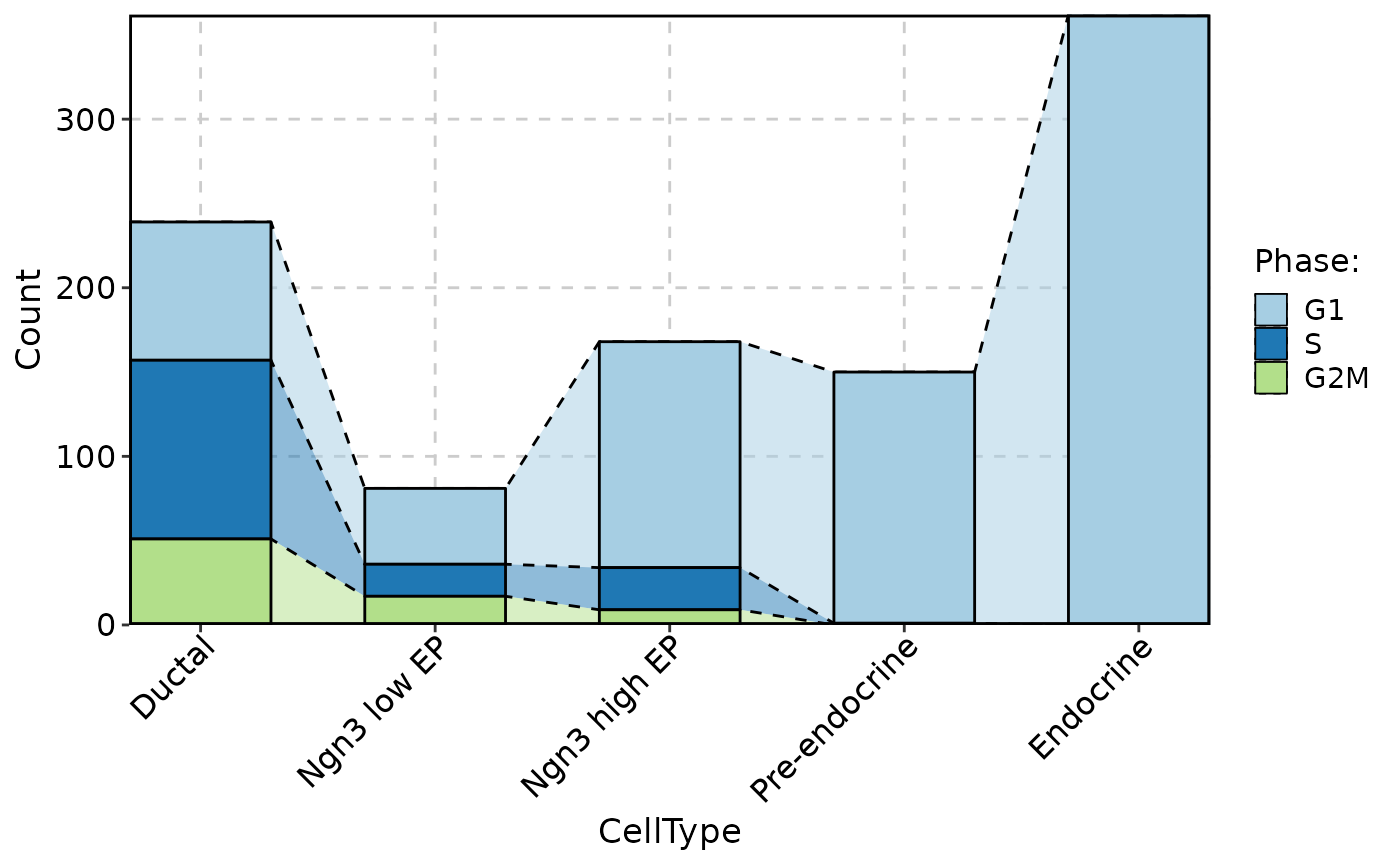 300
200
100
0
Count
Ductal
Ngn3 low EP
Ngn3 high EP
Pre-endocrine
Endocrine
CellType
Phase:
G1
S
G2M